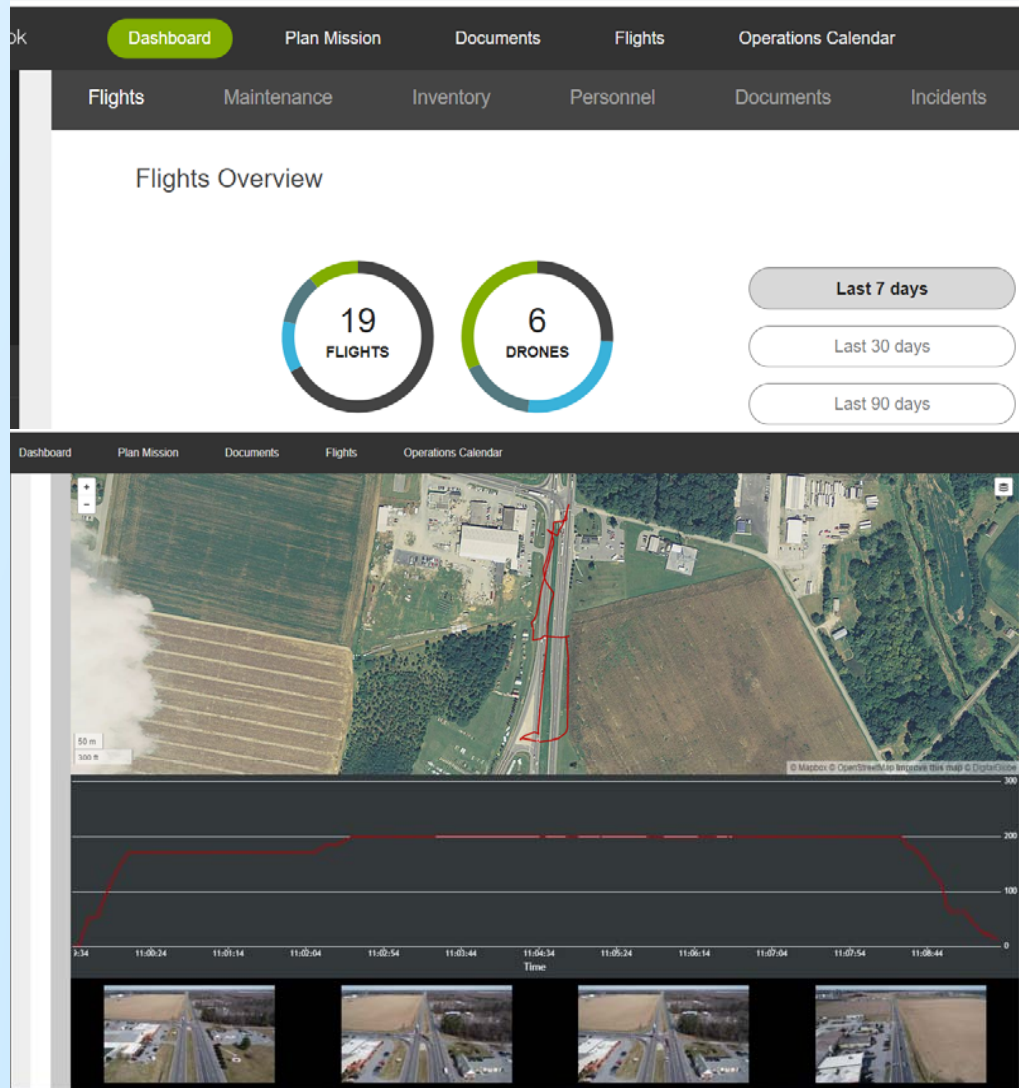 ok Dashboard Plan Mission Documents Flights Operations Calendar
Flights Maintenance Inventory Personnel Documents Incidents
Flights Overview
19
FLIGHTS
6
DRONES
Last 7 days
Last 30 days
Last 90 days
Dashboard Plan Mission Documents Flights Operations Calendar
+
-
50 m
300 ft
© Mapbox © OpenStreetMap Improve this map © DigitalGlobe
300
200
100
0
9:34 11:00:24 11:01:14 11:02:04 11:02:54 11:03:44 11:04:34 11:05:24 11:06:14 11:07:04 11:07:54 11:08:44
Time